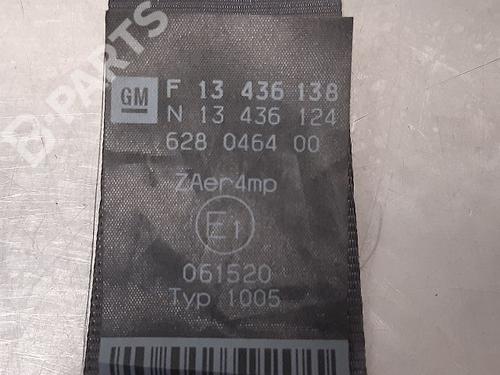 B-PARTS
GM F 13 436 138
N 13 436 124
628 0464 00
ZAer4mp
E1
061520
Typ 1005